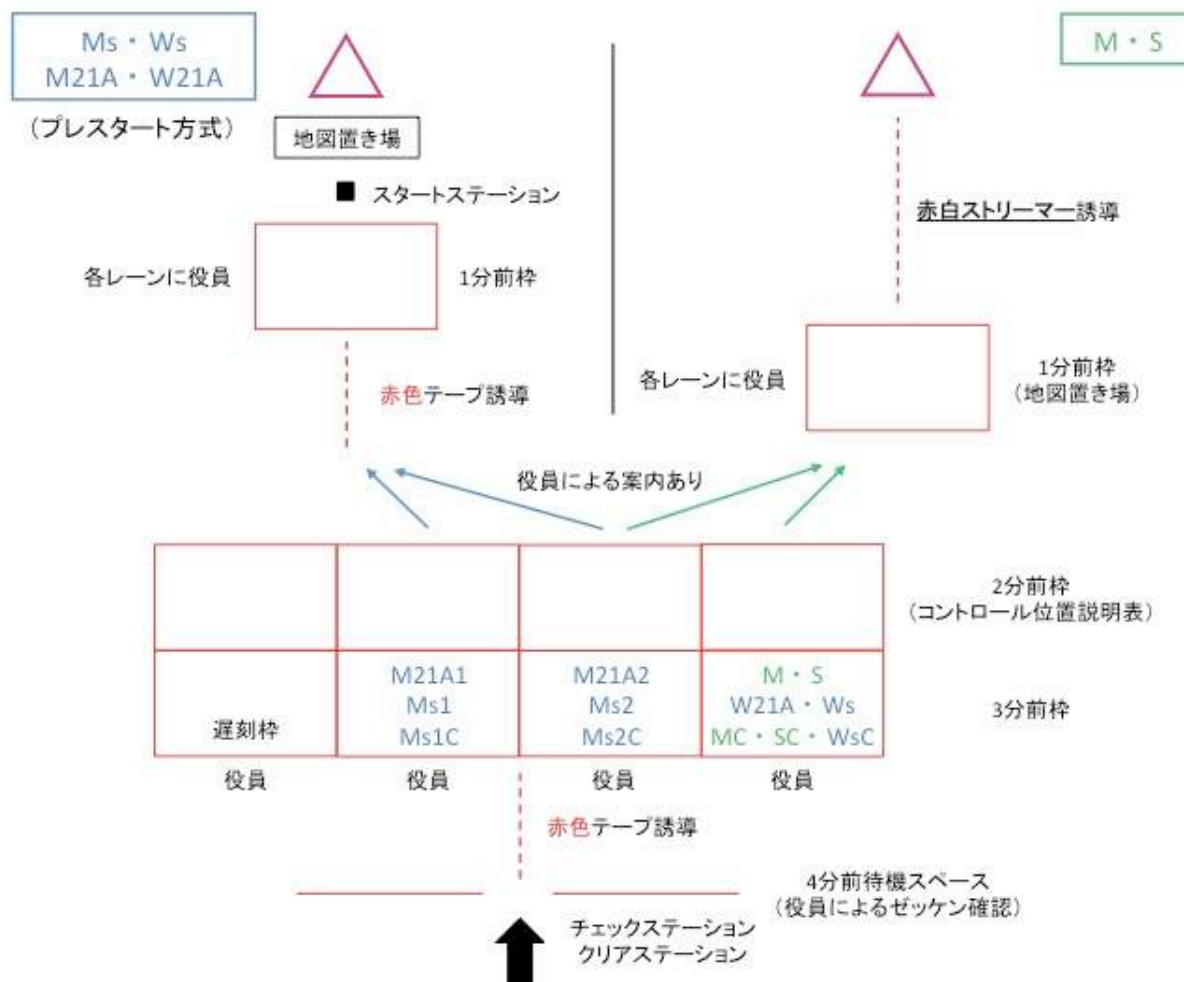 Ms・Ws
M21A・W21A
(プレスタート方式)
地図置き場
スタートステーション
各レーンに役員
1分前枠
赤色テープ誘導
M・S
赤白ストリーマー誘導
各レーンに役員
1分前枠
(地図置き場)
役員による案内あり
2分前枠
(コントロール位置説明表)
遅刻枠
M21A1
Ms1
Ms1C
M21A2
Ms2
Ms2C
M・S
W21A・Ws
MC・SC・WsC
3分前枠
役員
役員
役員
役員
赤色テープ誘導
4分前待機スペース
(役員によるゼッケン確認)
チェックステーション
クリアステーション